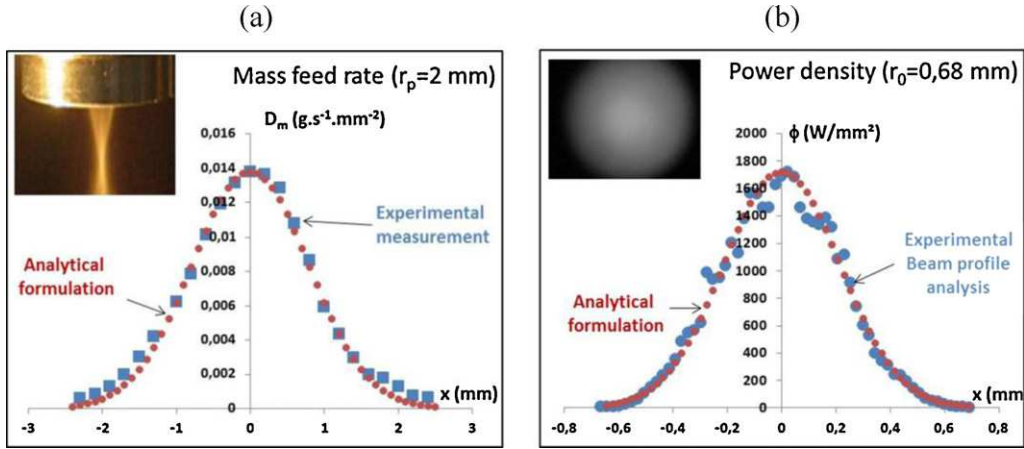 (a)
Mass feed rate (rₚ=2 mm)
Dₘ (g.s⁻¹.mm⁻²)
0,016
0,014
0,012
0,01
0,008
0,006
0,004
0,002
0
-3
-2
-1
0
1
2
3
x (mm)
Experimental
measurement
Analytical
formulation
(b)
Power density (r₀=0,68 mm)
ϕ (W/mm²)
2000
1800
1600
1400
1200
1000
800
600
400
200
0
-0,8
-0,6
-0,4
-0,2
0
0,2
0,4
0,6
0,8
x (mm
Experimental
Beam profile
analysis
Analytical
formulation